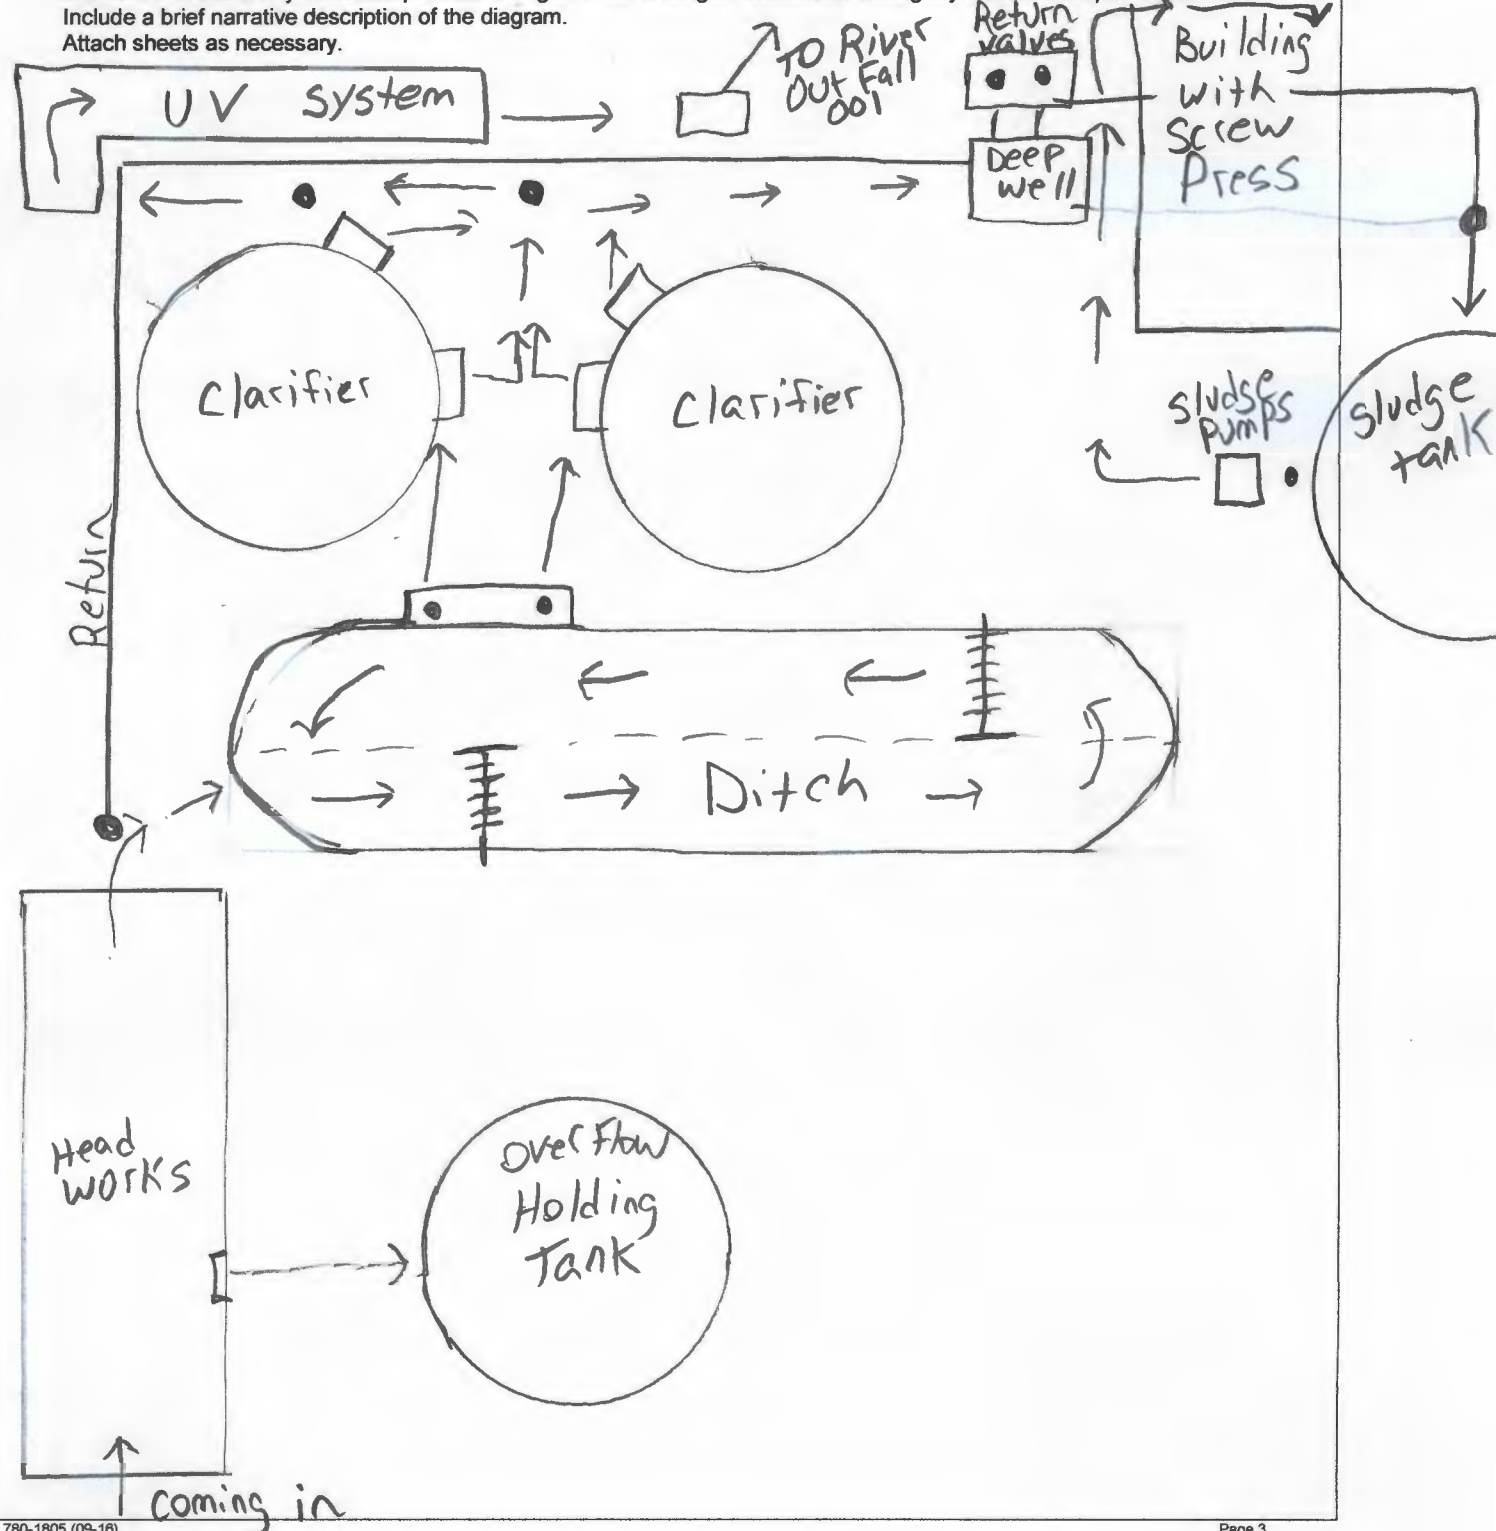 Include a brief narrative description of the diagram.
Attach sheets as necessary.
UV System
TO River
Out Fall
001
Return
valves
Deep
well
Building
with
Screw
Press
Clarifier
Clarifier
Sludge
pumps
Sludge
tank
Return
Ditch
Head
works
Over Flow
Holding
Tank
coming in
780-1805 (09-16)
Page 3